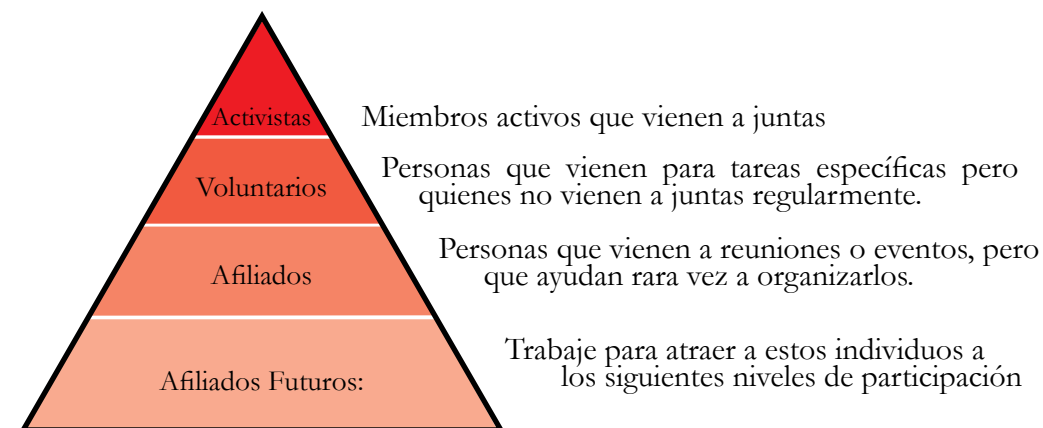 Activistas
Miembros activos que vienen a juntas
Voluntarios
Personas que vienen para tareas específicas pero
quienes no vienen a juntas regularmente.
Afiliados
Personas que vienen a reuniones o eventos, pero
que ayudan rara vez a organizarlos.
Afiliados Futuros:
Trabaje para atraer a estos individuos a
los siguientes niveles de participación